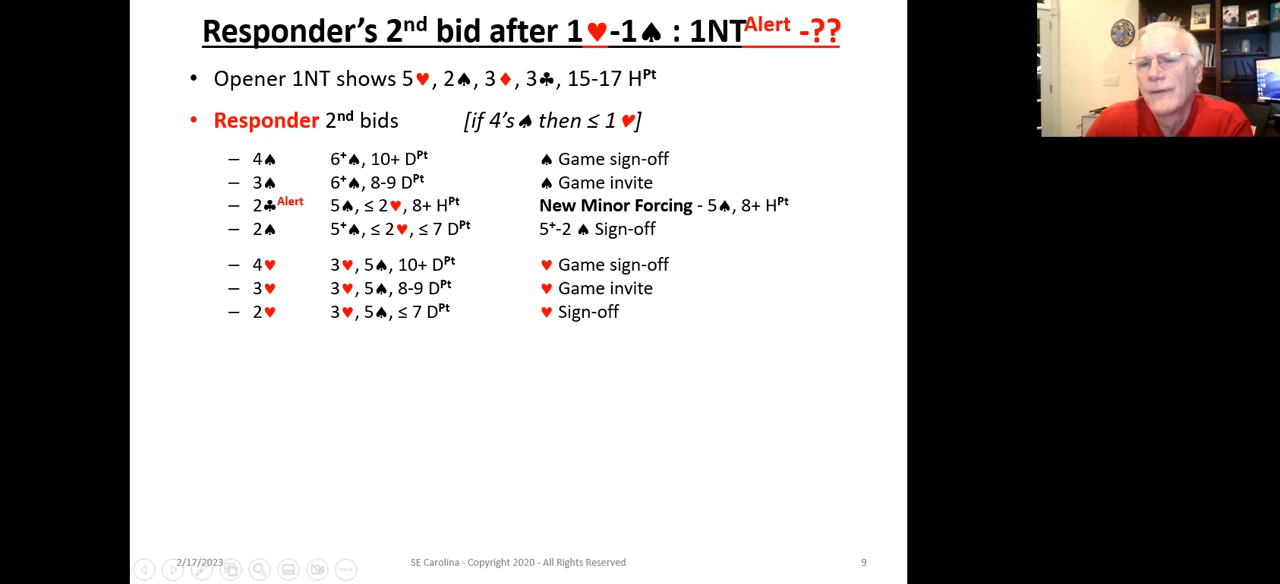 Responder's 2nd bid after 1♥-1♠ : 1NTAlert -??
• Opener 1NT shows 5♥, 2♠, 3♦, 3♣, 15-17 HPt
• Responder 2nd bids [if 4's ♠ then ≤ 1 ♥]
– 4♠ 6+♠, 10+ DPt ♠ Game sign-off
– 3♠ 6+♠, 8-9 DPt ♠ Game invite
– 2♣Alert 5♠, ≤ 2♥, 8+ HPt New Minor Forcing - 5♠, 8+ HPt
– 2♠ 5+♠, ≤ 2♥, ≤ 7 DPt 5+-2 ♠ Sign-off
– 4♥ 3♥, 5♠, 10+ DPt ♥ Game sign-off
– 3♥ 3♥, 5♠, 8-9 DPt ♥ Game invite
– 2♥ 3♥, 5♠, ≤ 7 DPt ♥ Sign-off
2/17/2023 SE Carolina - Copyright 2020 - All Rights Reserved 9